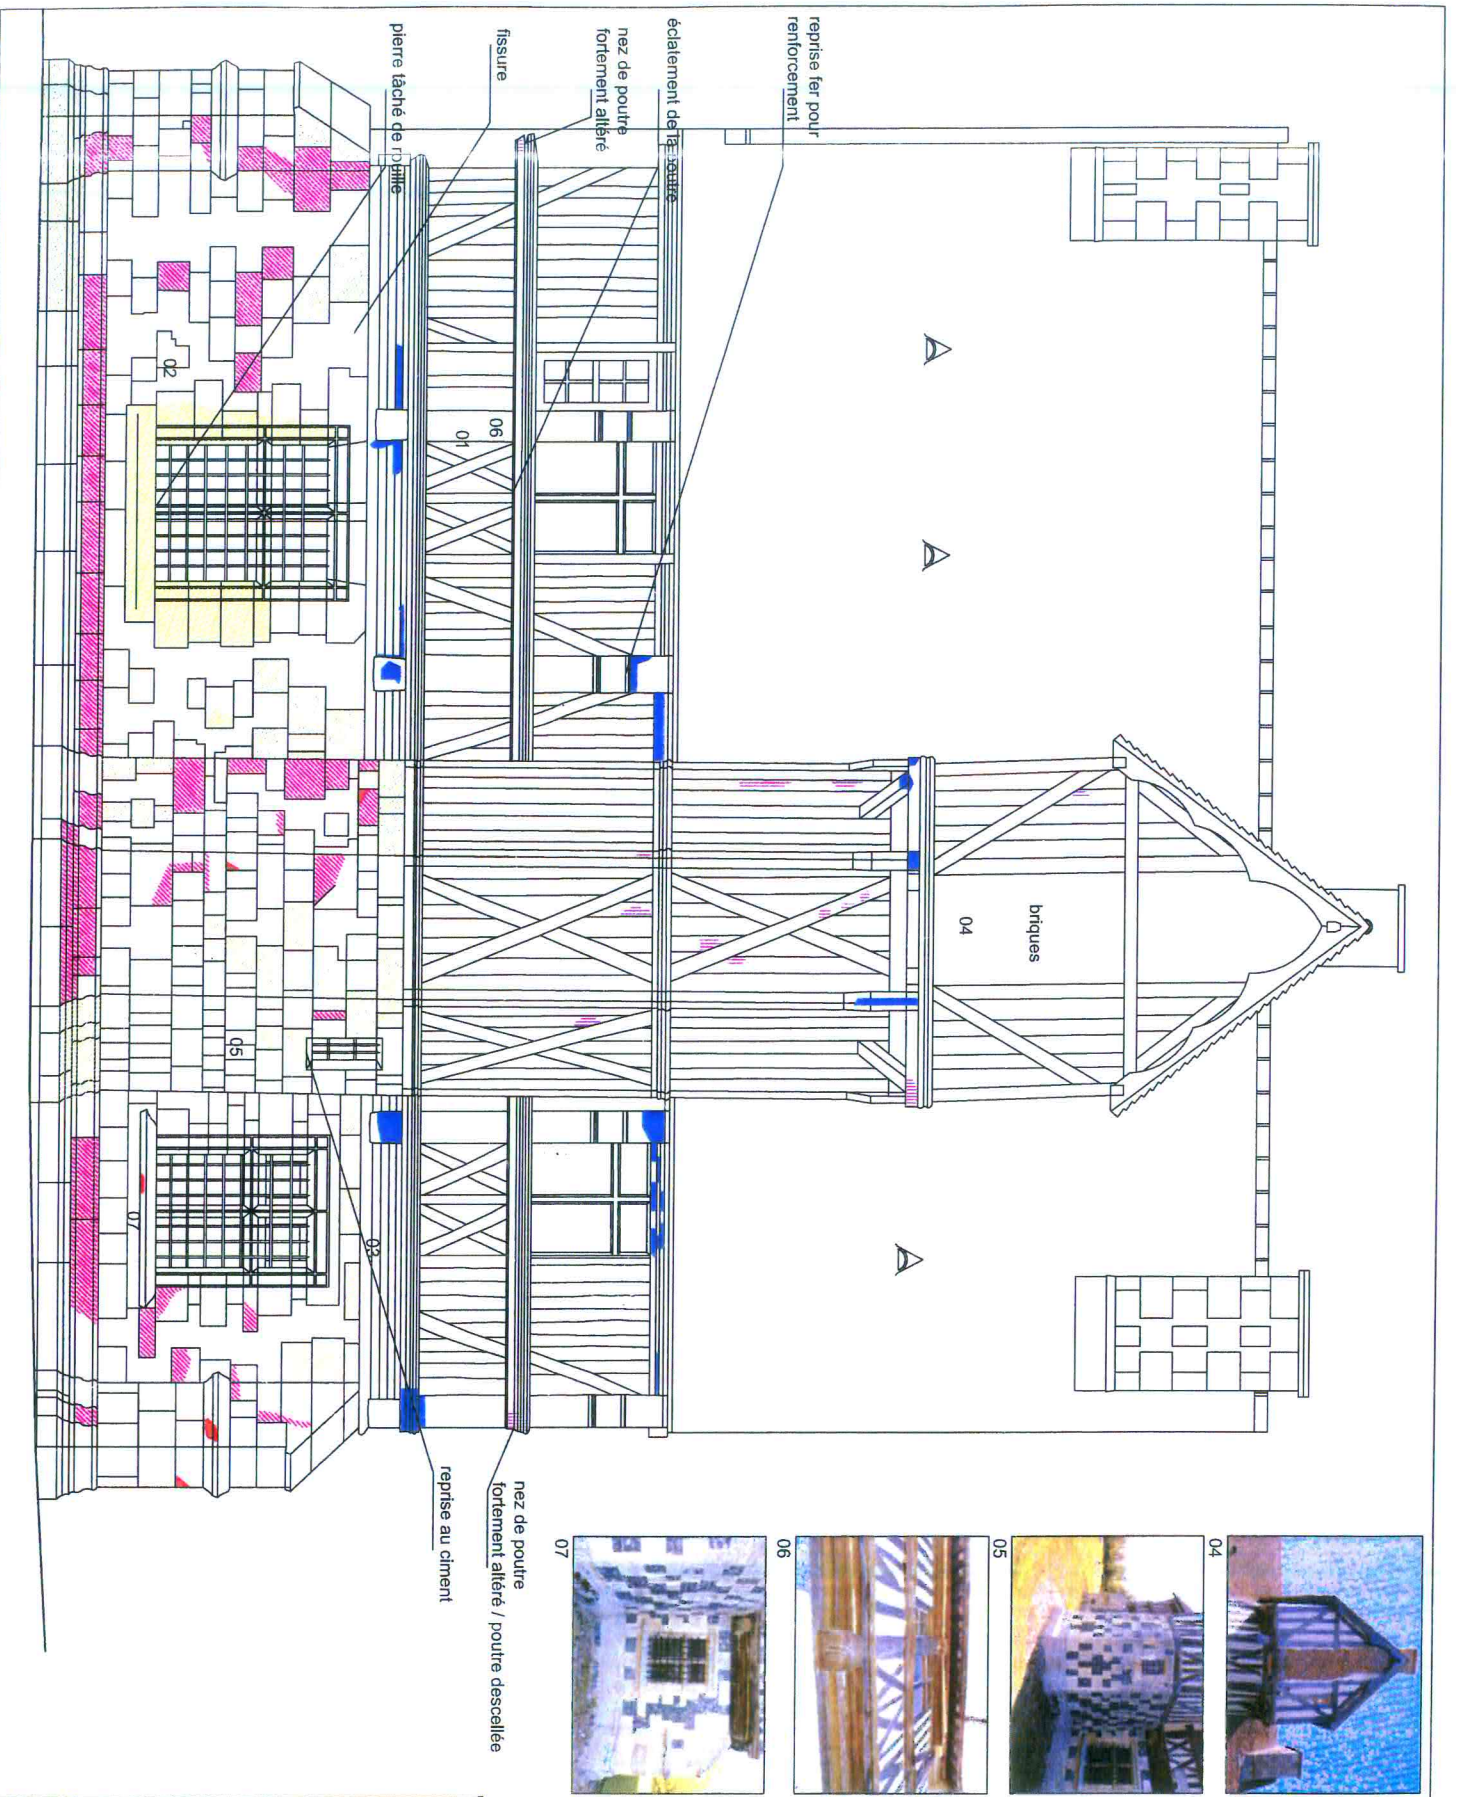 reprise fer pour
renforcement
éclatement de la poutre
nez de poutre
fortement altéré
fissure
pierre tâché de rouille
briques
04
06
01
02
05
03
07
nez de poutre
fortement altéré / poutre descellée
reprise au ciment
04
05
06
07